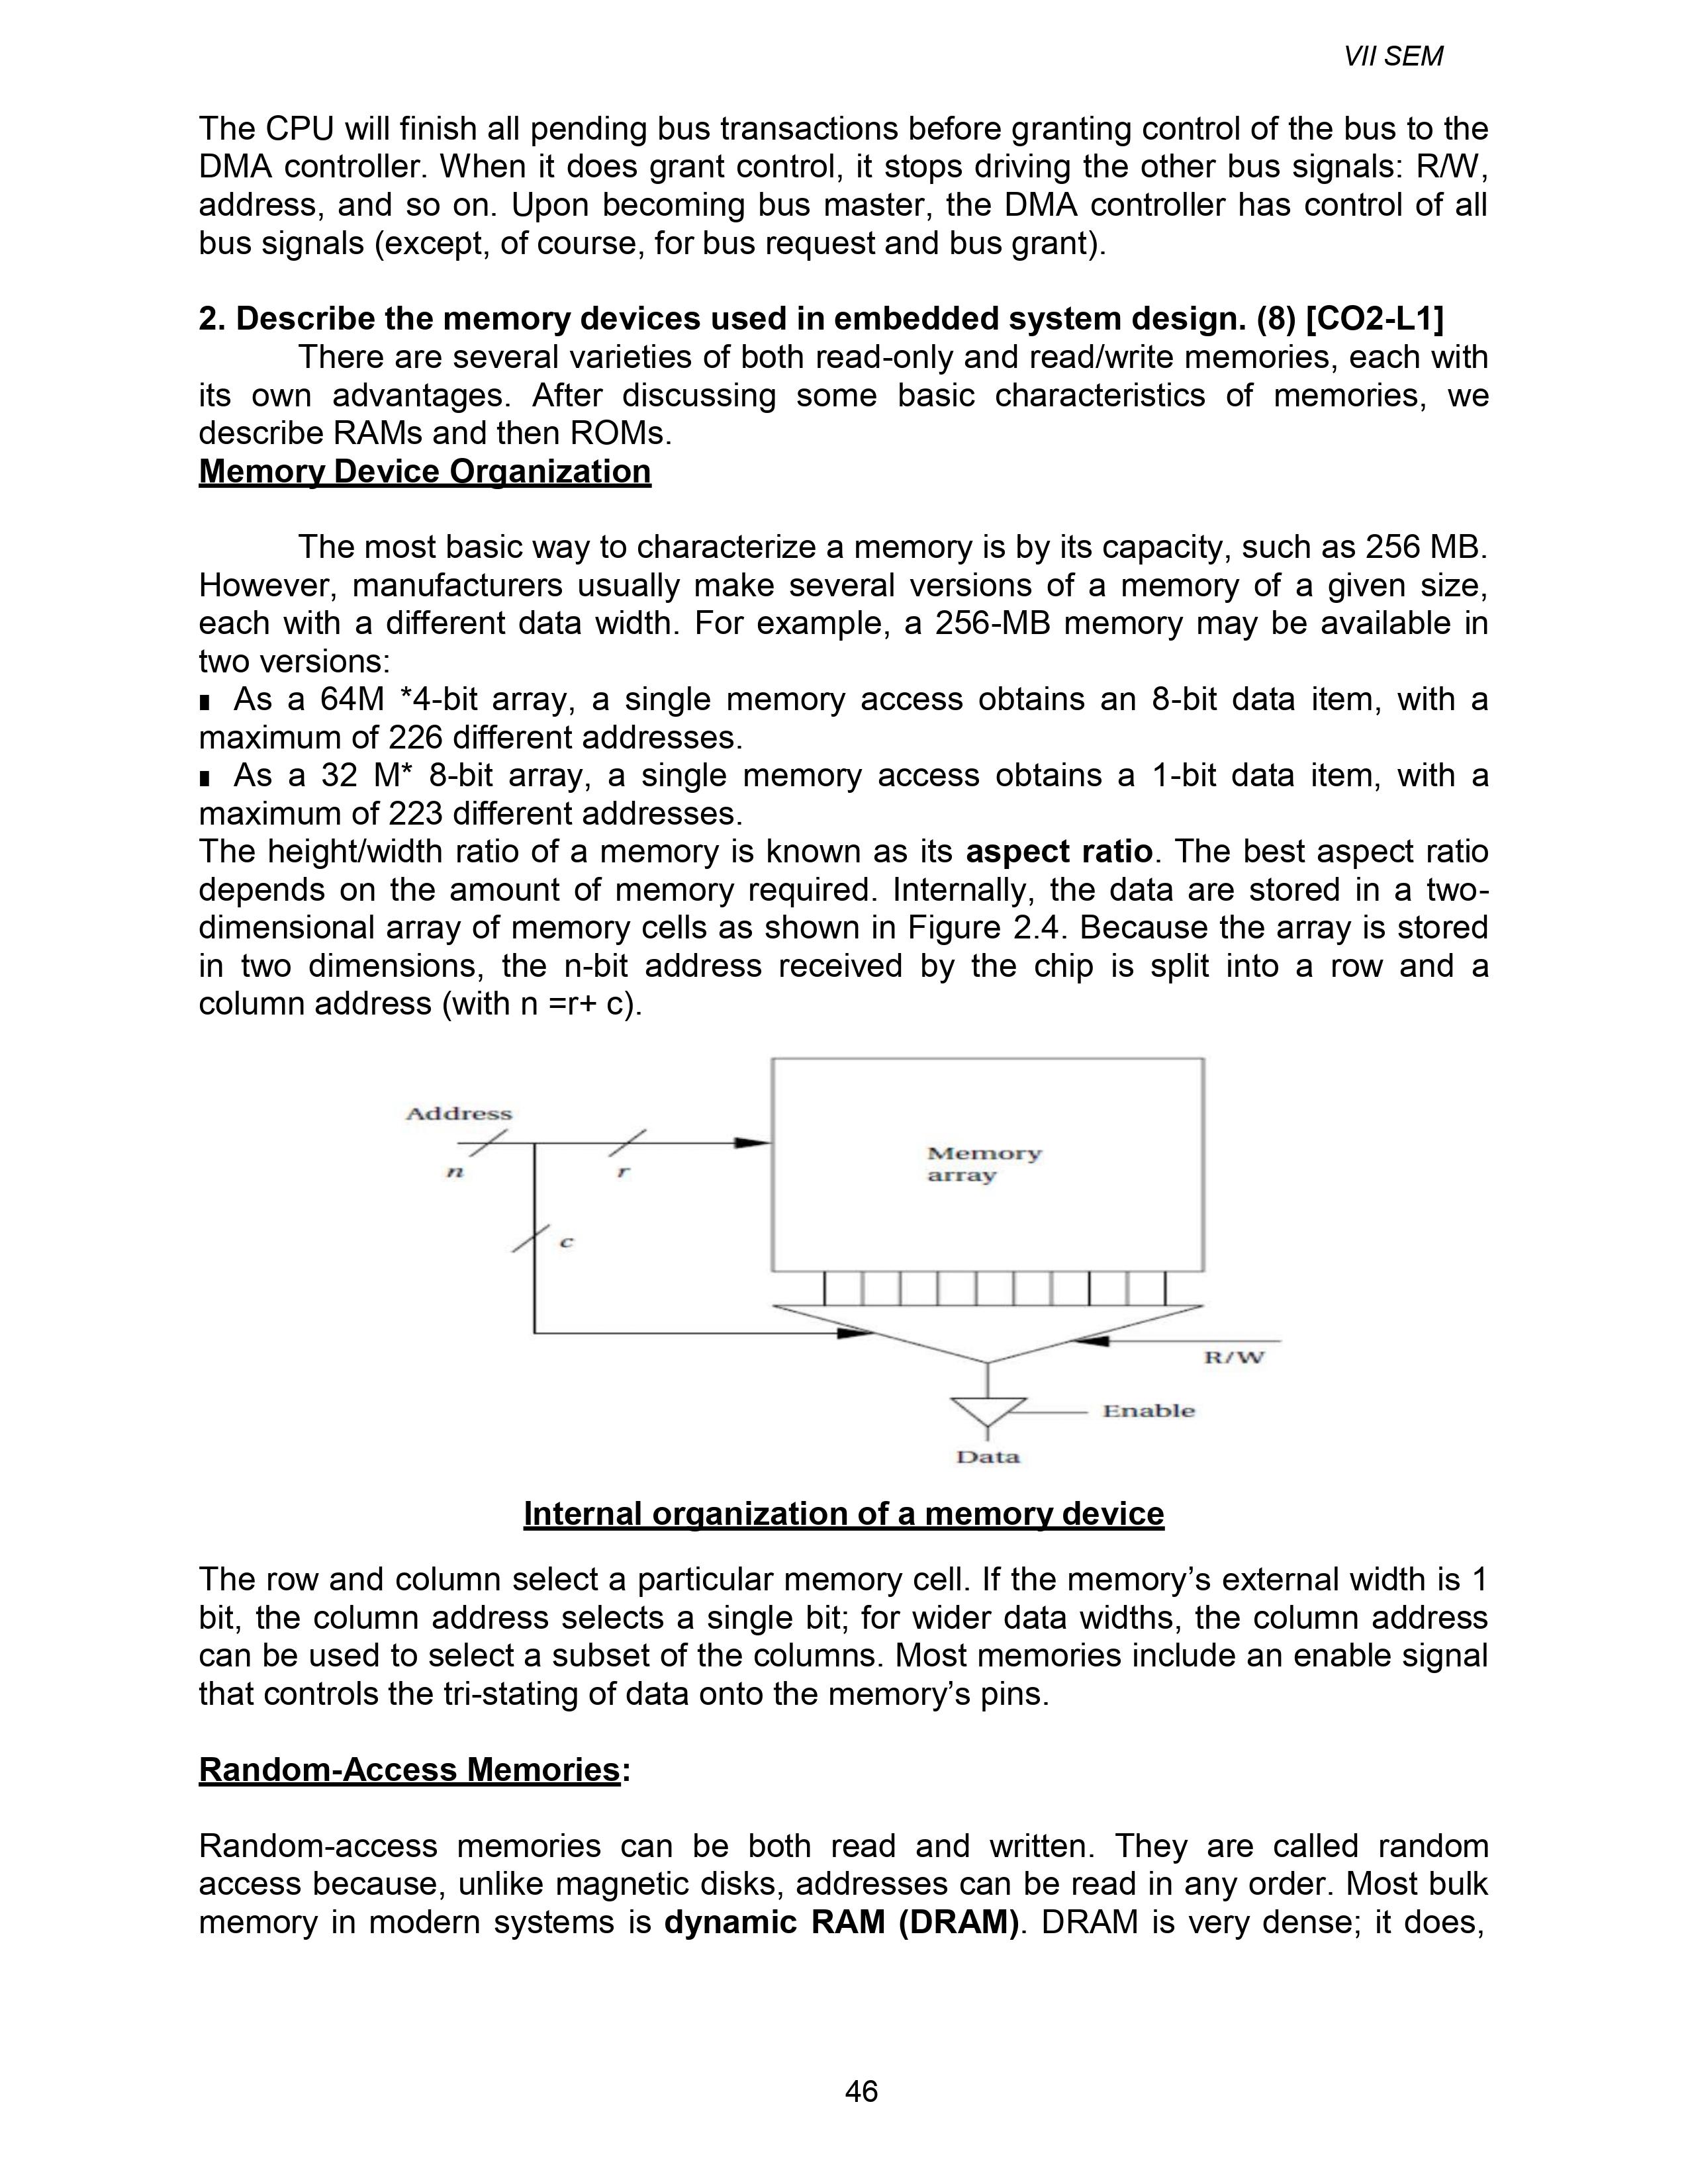 VII SEM
The CPU will finish all pending bus transactions before granting control of the bus to the
DMA controller. When it does grant control, it stops driving the other bus signals: R/W,
address, and so on. Upon becoming bus master, the DMA controller has control of all
bus signals (except, of course, for bus request and bus grant).
2. Describe the memory devices used in embedded system design. (8) [CO2-L1]
There are several varieties of both read-only and read/write memories, each with
its own advantages. After discussing some basic characteristics of memories, we
describe RAMs and then ROMs.
Memory Device Organization
The most basic way to characterize a memory is by its capacity, such as 256 MB.
However, manufacturers usually make several versions of a memory of a given size,
each with a different data width. For example, a 256-MB memory may be available in
two versions:
∎ As a 64M *4-bit array, a single memory access obtains an 8-bit data item, with a
maximum of 226 different addresses.
∎ As a 32 M* 8-bit array, a single memory access obtains a 1-bit data item, with a
maximum of 223 different addresses.
The height/width ratio of a memory is known as its aspect ratio. The best aspect ratio
depends on the amount of memory required. Internally, the data are stored in a two-
dimensional array of memory cells as shown in Figure 2.4. Because the array is stored
in two dimensions, the n-bit address received by the chip is split into a row and a
column address (with n =r+ c).
Address
n
r
c
Memory
array
R/W
Enable
Data
Internal organization of a memory device
The row and column select a particular memory cell. If the memory’s external width is 1
bit, the column address selects a single bit; for wider data widths, the column address
can be used to select a subset of the columns. Most memories include an enable signal
that controls the tri-stating of data onto the memory’s pins.
Random-Access Memories:
Random-access memories can be both read and written. They are called random
access because, unlike magnetic disks, addresses can be read in any order. Most bulk
memory in modern systems is dynamic RAM (DRAM). DRAM is very dense; it does,
46